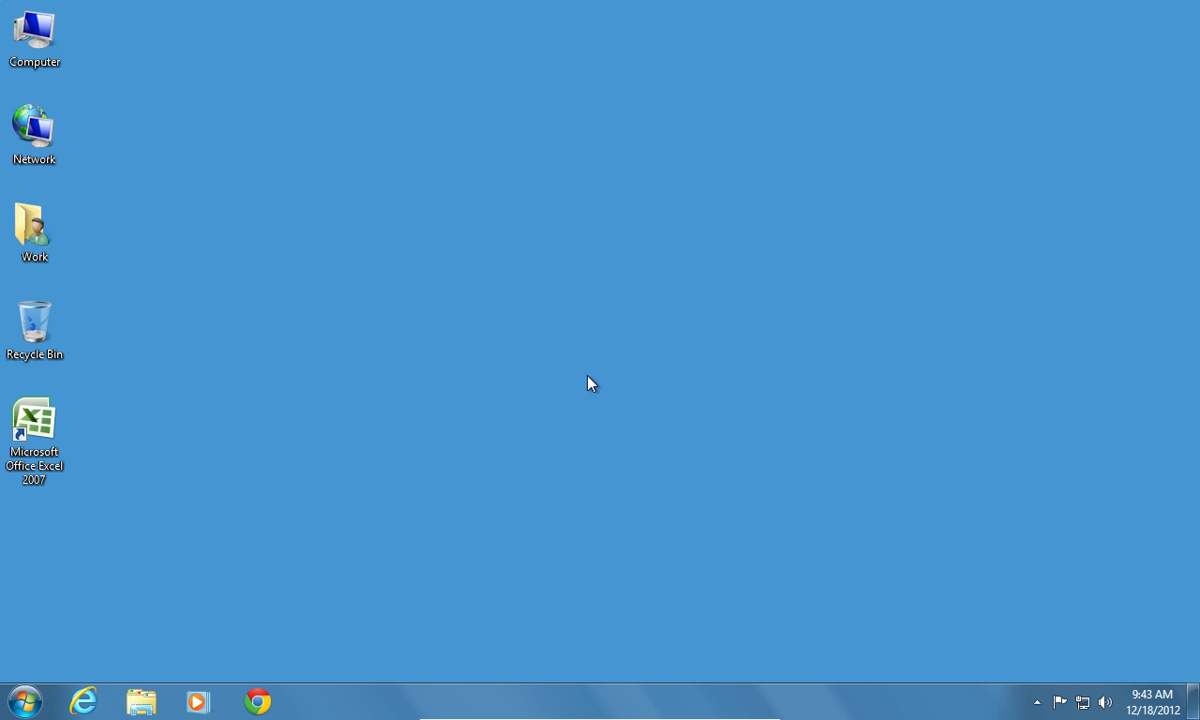 Computer
Network
Work
Recycle Bin
Microsoft
Office Excel
2007
9:43 AM
12/18/2012